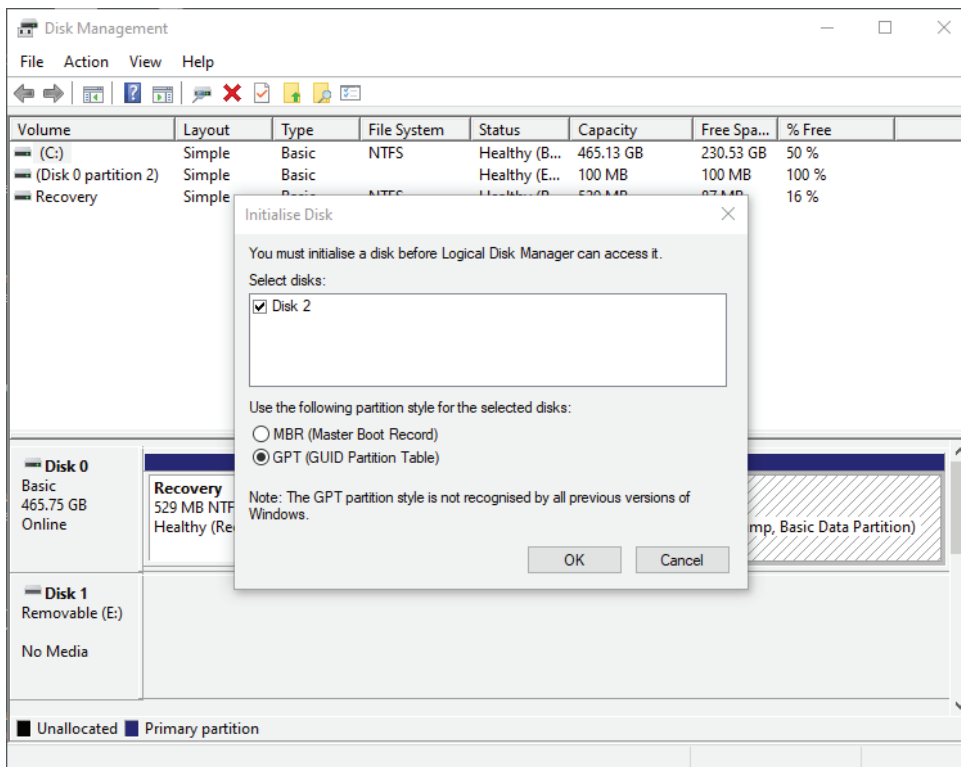 Disk Management
File Action View Help
Volume Layout Type File System Status Capacity Free Spa... % Free
(C:) Simple Basic NTFS Healthy (B... 465.13 GB 230.53 GB 50 %
(Disk 0 partition 2) Simple Basic Healthy (E... 100 MB 100 MB 100 %
Recovery Simple Basic NTFS 529 MB 87 MB 16 %
Initialise Disk
You must initialise a disk before Logical Disk Manager can access it.
Select disks:
Disk 2
Use the following partition style for the selected disks:
MBR (Master Boot Record)
GPT (GUID Partition Table)
Note: The GPT partition style is not recognised by all previous versions of
Windows.
OK Cancel
Disk 0
Basic
465.75 GB
Online
Recovery
529 MB NTF
Healthy (Re
mp, Basic Data Partition)
Disk 1
Removable (E:)
No Media
Unallocated Primary partition